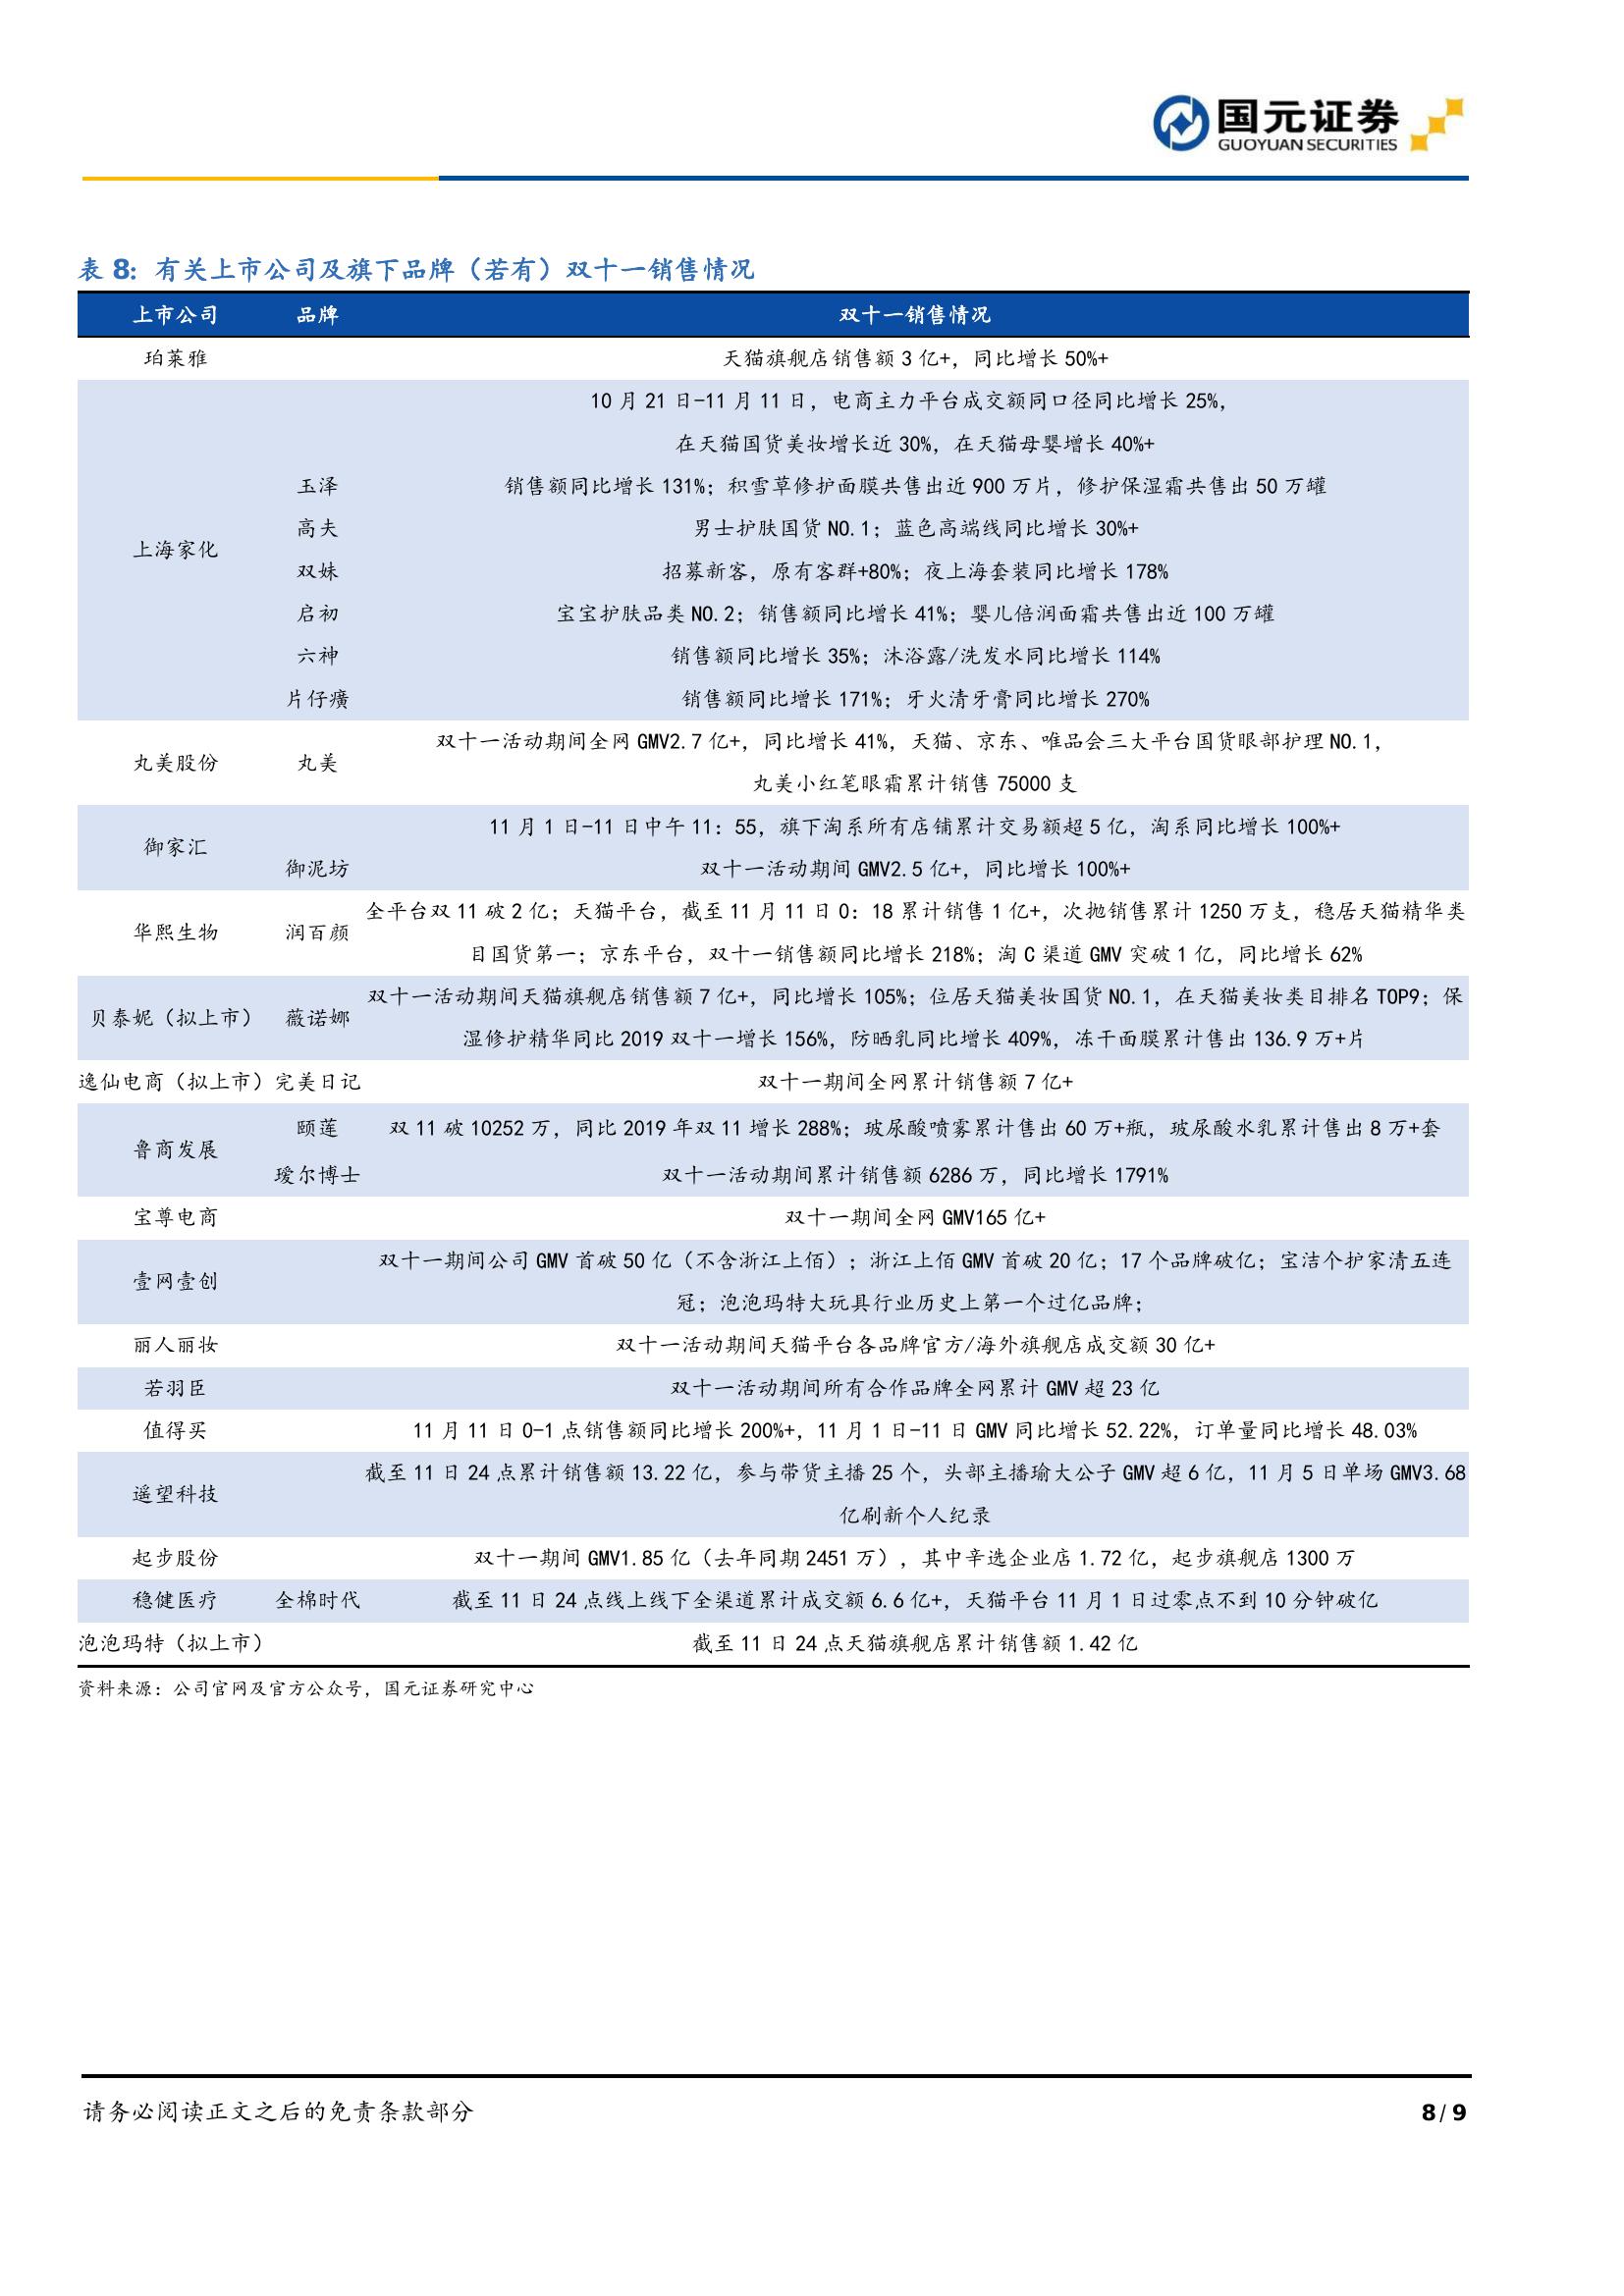 国元证券
GUOYUAN SECURITIES
表 8：有关上市公司及旗下品牌（若有）双十一销售情况
上市公司 品牌 双十一销售情况
珀莱雅 天猫旗舰店销售额 3 亿+，同比增长 50%+
10 月 21 日-11 月 11 日，电商主力平台成交额同口径同比增长 25%，
在天猫国货美妆增长近 30%，在天猫母婴增长 40%+
玉泽 销售额同比增长 131%；积雪草修护面膜共售出近 900 万片，修护保湿霜共售出 50 万罐
高夫 男士护肤国货 NO.1；蓝色高端线同比增长 30%+
上海家化
双妹 招募新客，原有客群+80%；夜上海套装同比增长 178%
启初 宝宝护肤品类 NO.2；销售额同比增长 41%；婴儿倍润面霜共售出近 100 万罐
六神 销售额同比增长 35%；沐浴露/洗发水同比增长 114%
片仔癀 销售额同比增长 171%；牙火清牙膏同比增长 270%
双十一活动期间全网 GMV2.7 亿+，同比增长 41%，天猫、京东、唯品会三大平台国货眼部护理 NO.1，
丸美股份 丸美
丸美小红笔眼霜累计销售 75000 支
11 月 1 日-11 日中午 11：55，旗下淘系所有店铺累计交易额超 5 亿，淘系同比增长 100%+
御家汇
御泥坊 双十一活动期间 GMV2.5 亿+，同比增长 100%+
全平台双 11 破 2 亿；天猫平台，截至 11 月 11 日 0：18 累计销售 1 亿+，次抛销售累计 1250 万支，稳居天猫精华类
华熙生物 润百颜
目国货第一；京东平台，双十一销售额同比增长 218%；淘 C 渠道 GMV 突破 1 亿，同比增长 62%
双十一活动期间天猫旗舰店销售额 7 亿+，同比增长 105%；位居天猫美妆国货 NO.1，在天猫美妆类目排名 TOP9；保
贝泰妮（拟上市） 薇诺娜
湿修护精华同比 2019 双十一增长 156%，防晒乳同比增长 409%，冻干面膜累计售出 136.9 万+片
逸仙电商（拟上市） 完美日记 双十一期间全网累计销售额 7 亿+
颐莲 双 11 破 10252 万，同比 2019 年双 11 增长 288%；玻尿酸喷雾累计售出 60 万+瓶，玻尿酸水乳累计售出 8 万+套
鲁商发展
瑷尔博士 双十一活动期间累计销售额 6286 万，同比增长 1791%
宝尊电商 双十一期间全网 GMV165 亿+
双十一期间公司 GMV 首破 50 亿（不含浙江上佰）；浙江上佰 GMV 首破 20 亿；17 个品牌破亿；宝洁个护家清五连
壹网壹创
冠；泡泡玛特大玩具行业历史上第一个过亿品牌；
丽人丽妆 双十一活动期间天猫平台各品牌官方/海外旗舰店成交额 30 亿+
若羽臣 双十一活动期间所有合作品牌全网累计 GMV 超 23 亿
值得买 11 月 11 日 0-1 点销售额同比增长 200%+，11 月 1 日-11 日 GMV 同比增长 52.22%，订单量同比增长 48.03%
截至 11 日 24 点累计销售额 13.22 亿，参与带货主播 25 个，头部主播瑜大公子 GMV 超 6 亿，11 月 5 日单场 GMV3.68
遥望科技
亿刷新个人纪录
起步股份 双十一期间 GMV1.85 亿（去年同期 2451 万），其中辛选企业店 1.72 亿，起步旗舰店 1300 万
稳健医疗 全棉时代 截至 11 日 24 点线上线下全渠道累计成交额 6.6 亿+，天猫平台 11 月 1 日过零点不到 10 分钟破亿
泡泡玛特（拟上市） 截至 11 日 24 点天猫旗舰店累计销售额 1.42 亿
资料来源：公司官网及官方公众号，国元证券研究中心
请务必阅读正文之后的免责条款部分 8 / 9